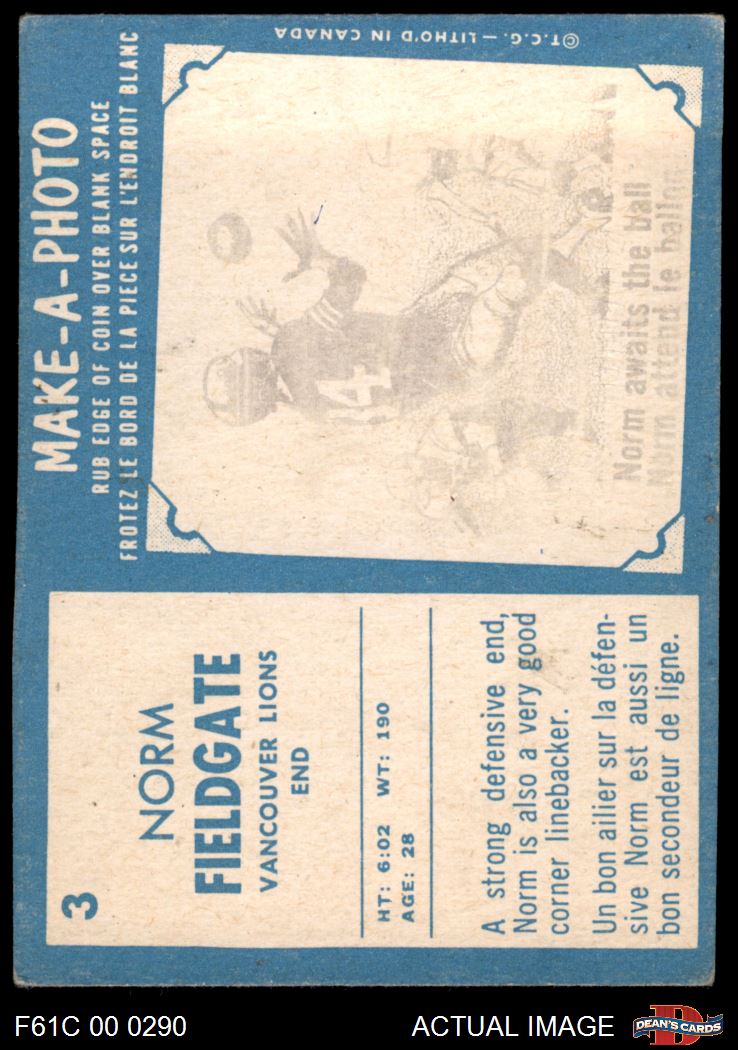 3
NORM
FIELDGATE
VANCOUVER LIONS
END
HT: 6:02 WT: 190
AGE: 28
A strong defensive end,
Norm is also a very good
corner linebacker.
Un bon ailier sur la défen-
sive Norm est aussi un
bon secondeur de ligne.
MAKE-A-PHOTO
RUB EDGE OF COIN OVER BLANK SPACE
FROTEZ LE BORD DE LA PIECE SUR L'ENDROIT BLANC
14
Norm awaits the ball
Norm attend le ballon
©T.C.G. — LITHO'D IN CANADA
F61C 00 0290
ACTUAL IMAGE
D
DEAN'S CARDS